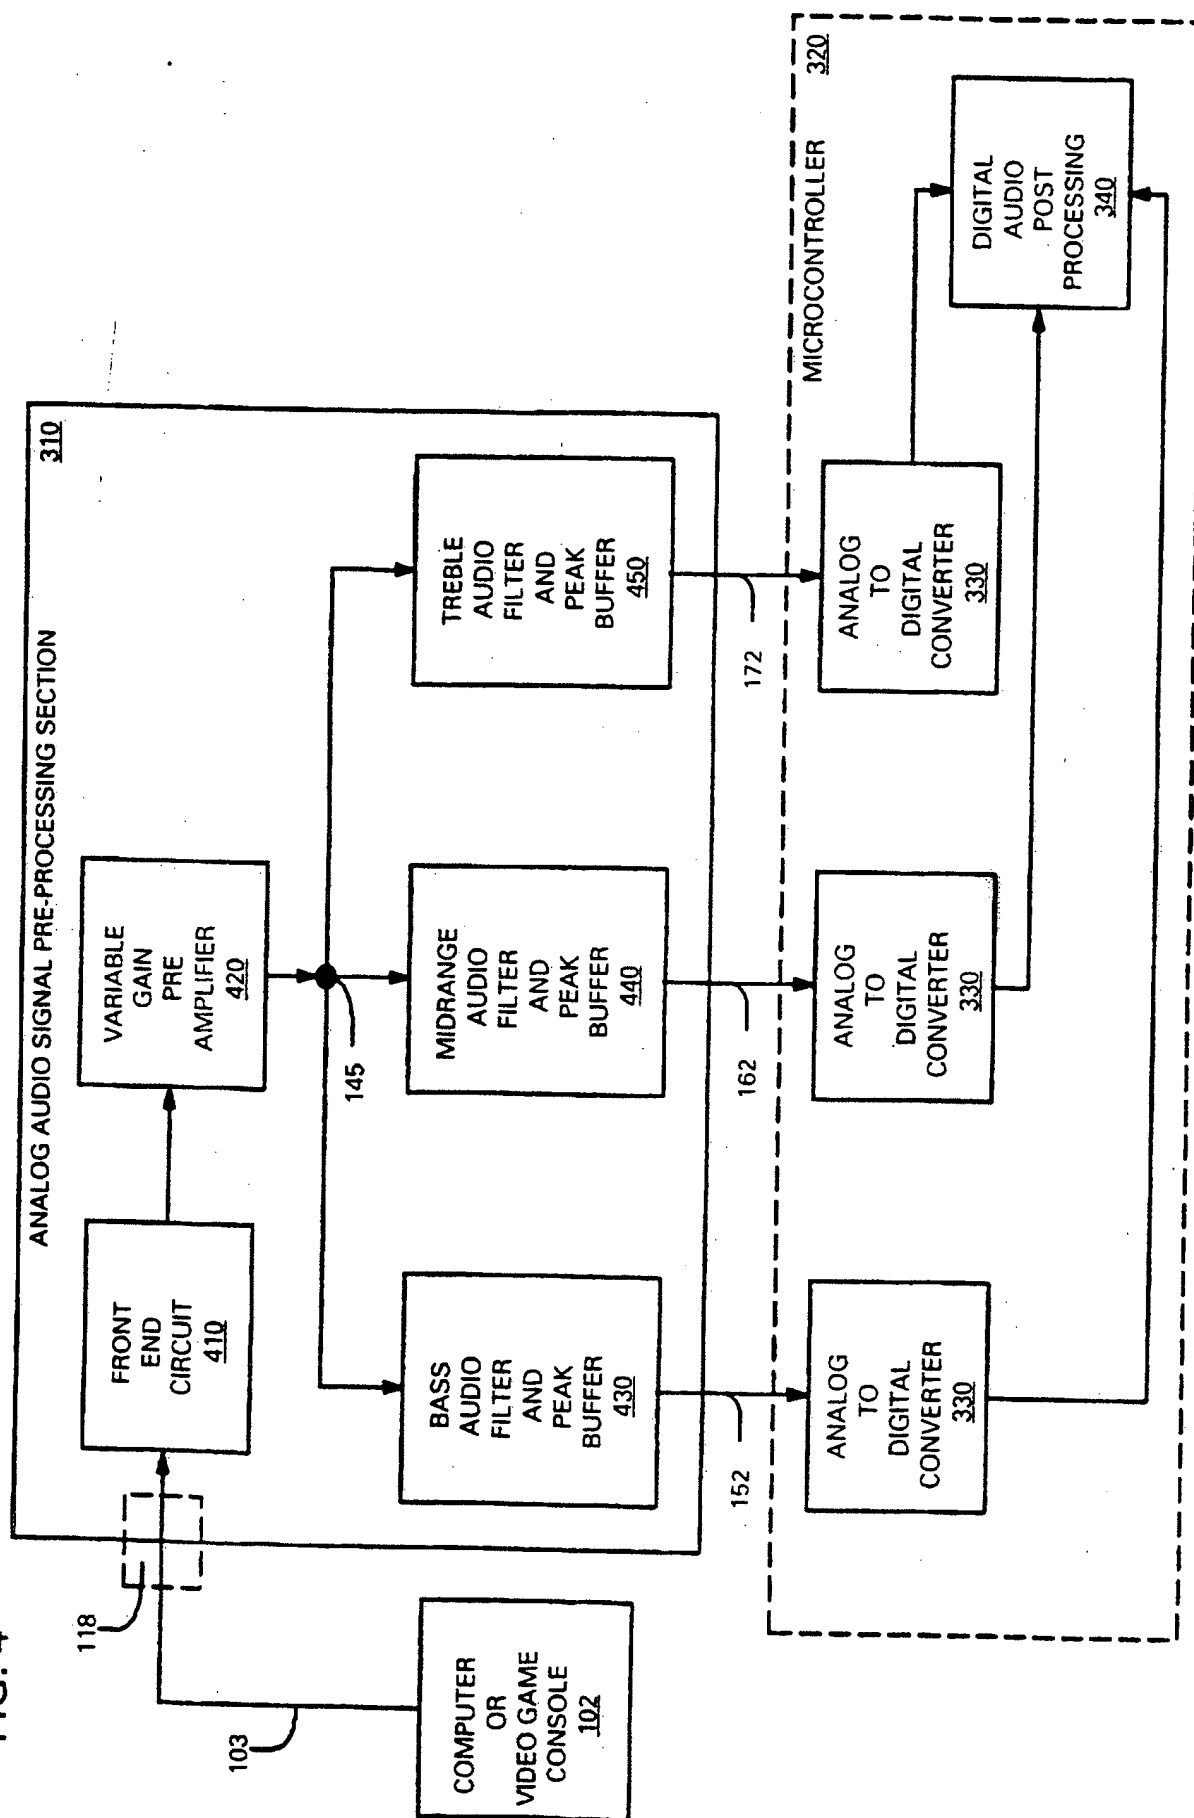 FIG. 4
ANALOG AUDIO SIGNAL PRE-PROCESSING SECTION
310
118
103
COMPUTER
OR
VIDEO GAME
CONSOLE
102
FRONT
END
CIRCUIT
410
VARIABLE
GAIN
PRE
AMPLIFIER
420
145
BASS
AUDIO
FILTER
AND
PEAK
BUFFER
430
MIDRANGE
AUDIO
FILTER
AND
PEAK
BUFFER
440
TREBLE
AUDIO
FILTER
AND
PEAK
BUFFER
450
152
162
172
MICROCONTROLLER
320
ANALOG
TO
DIGITAL
CONVERTER
330
ANALOG
TO
DIGITAL
CONVERTER
330
ANALOG
TO
DIGITAL
CONVERTER
330
DIGITAL
AUDIO
POST
PROCESSING
340